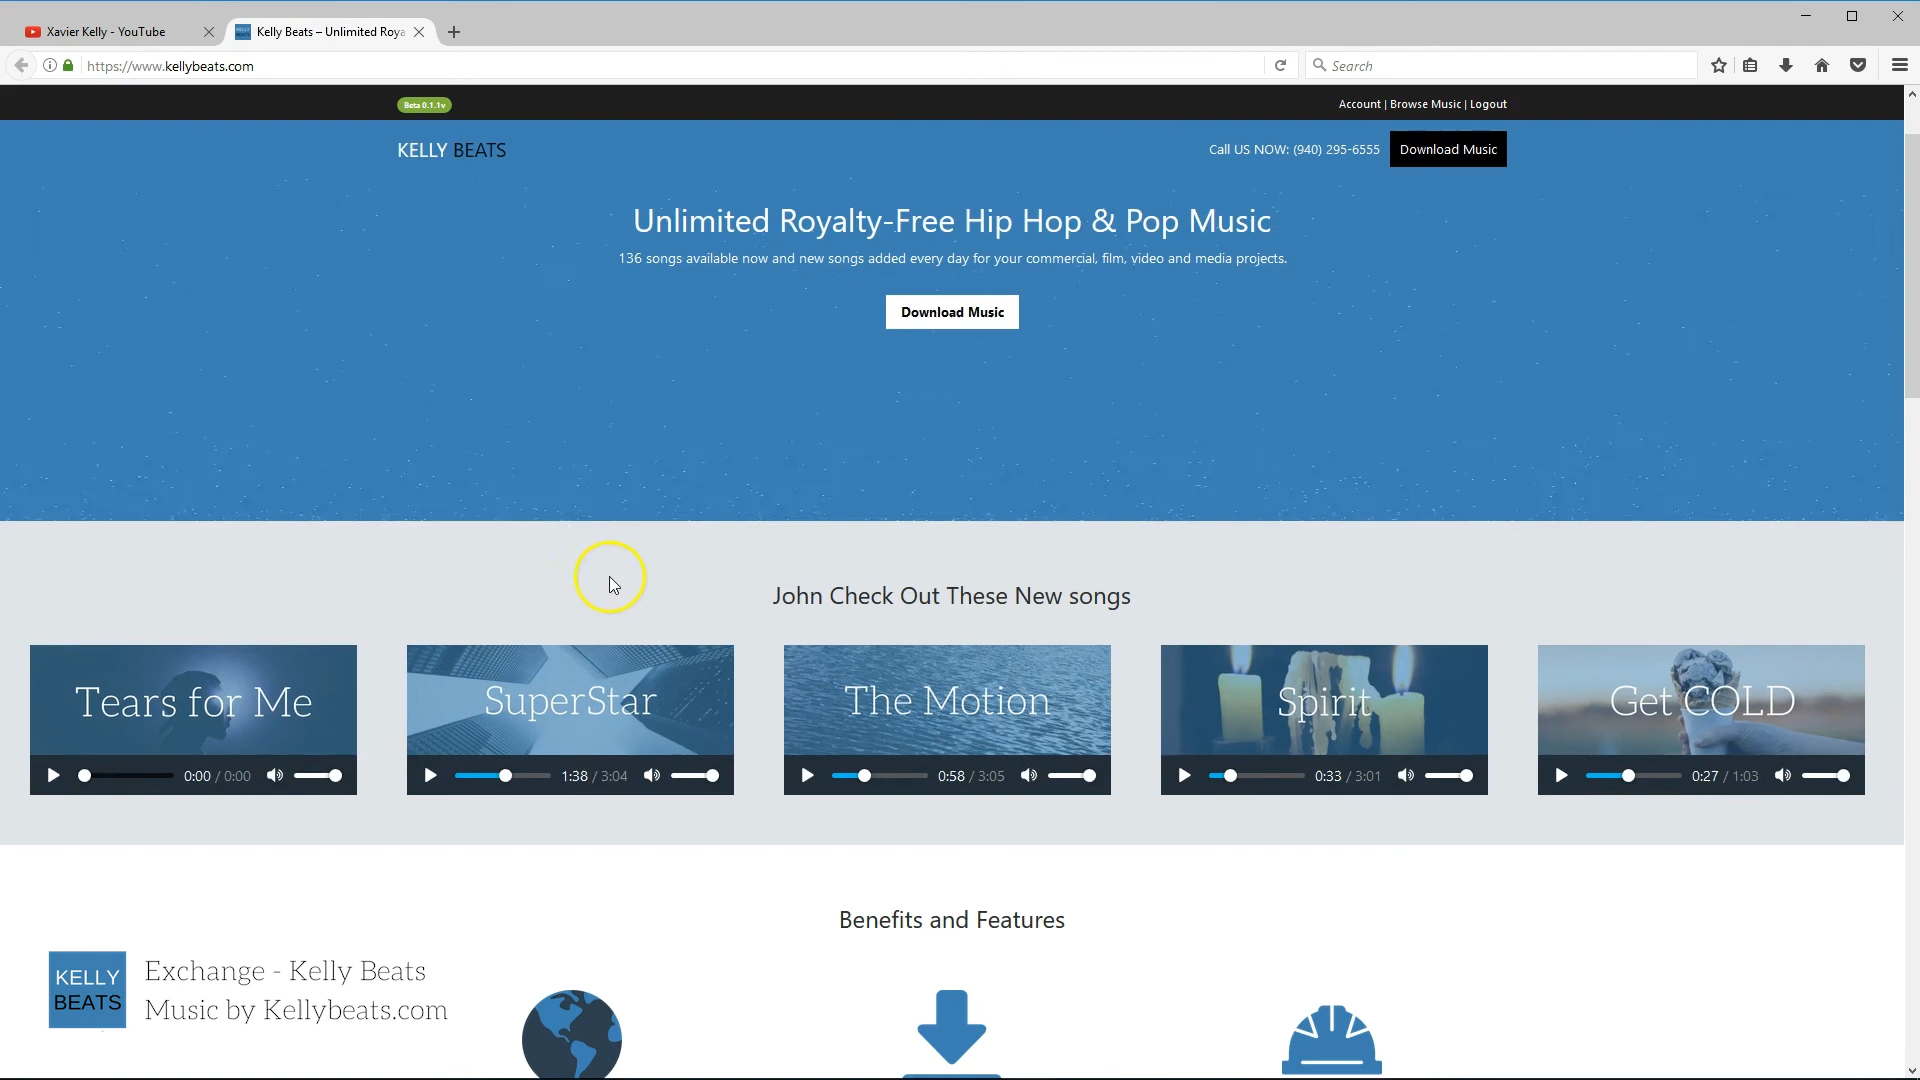 Xavier Kelly - YouTube
Kelly Beats – Unlimited Roya
https://www.kellybeats.com
Search
Beta 0.1.1v
Account | Browse Music | Logout
KELLY BEATS
Call US NOW: (940) 295-6555
Download Music
Unlimited Royalty-Free Hip Hop & Pop Music
136 songs available now and new songs added every day for your commercial, film, video and media projects.
Download Music
John Check Out These New songs
Tears for Me
SuperStar
The Motion
Spirit
Get COLD
0:00 / 0:00
1:38 / 3:04
0:58 / 3:05
0:33 / 3:01
0:27 / 1:03
Benefits and Features
KELLY
BEATS
Exchange - Kelly Beats
Music by Kellybeats.com